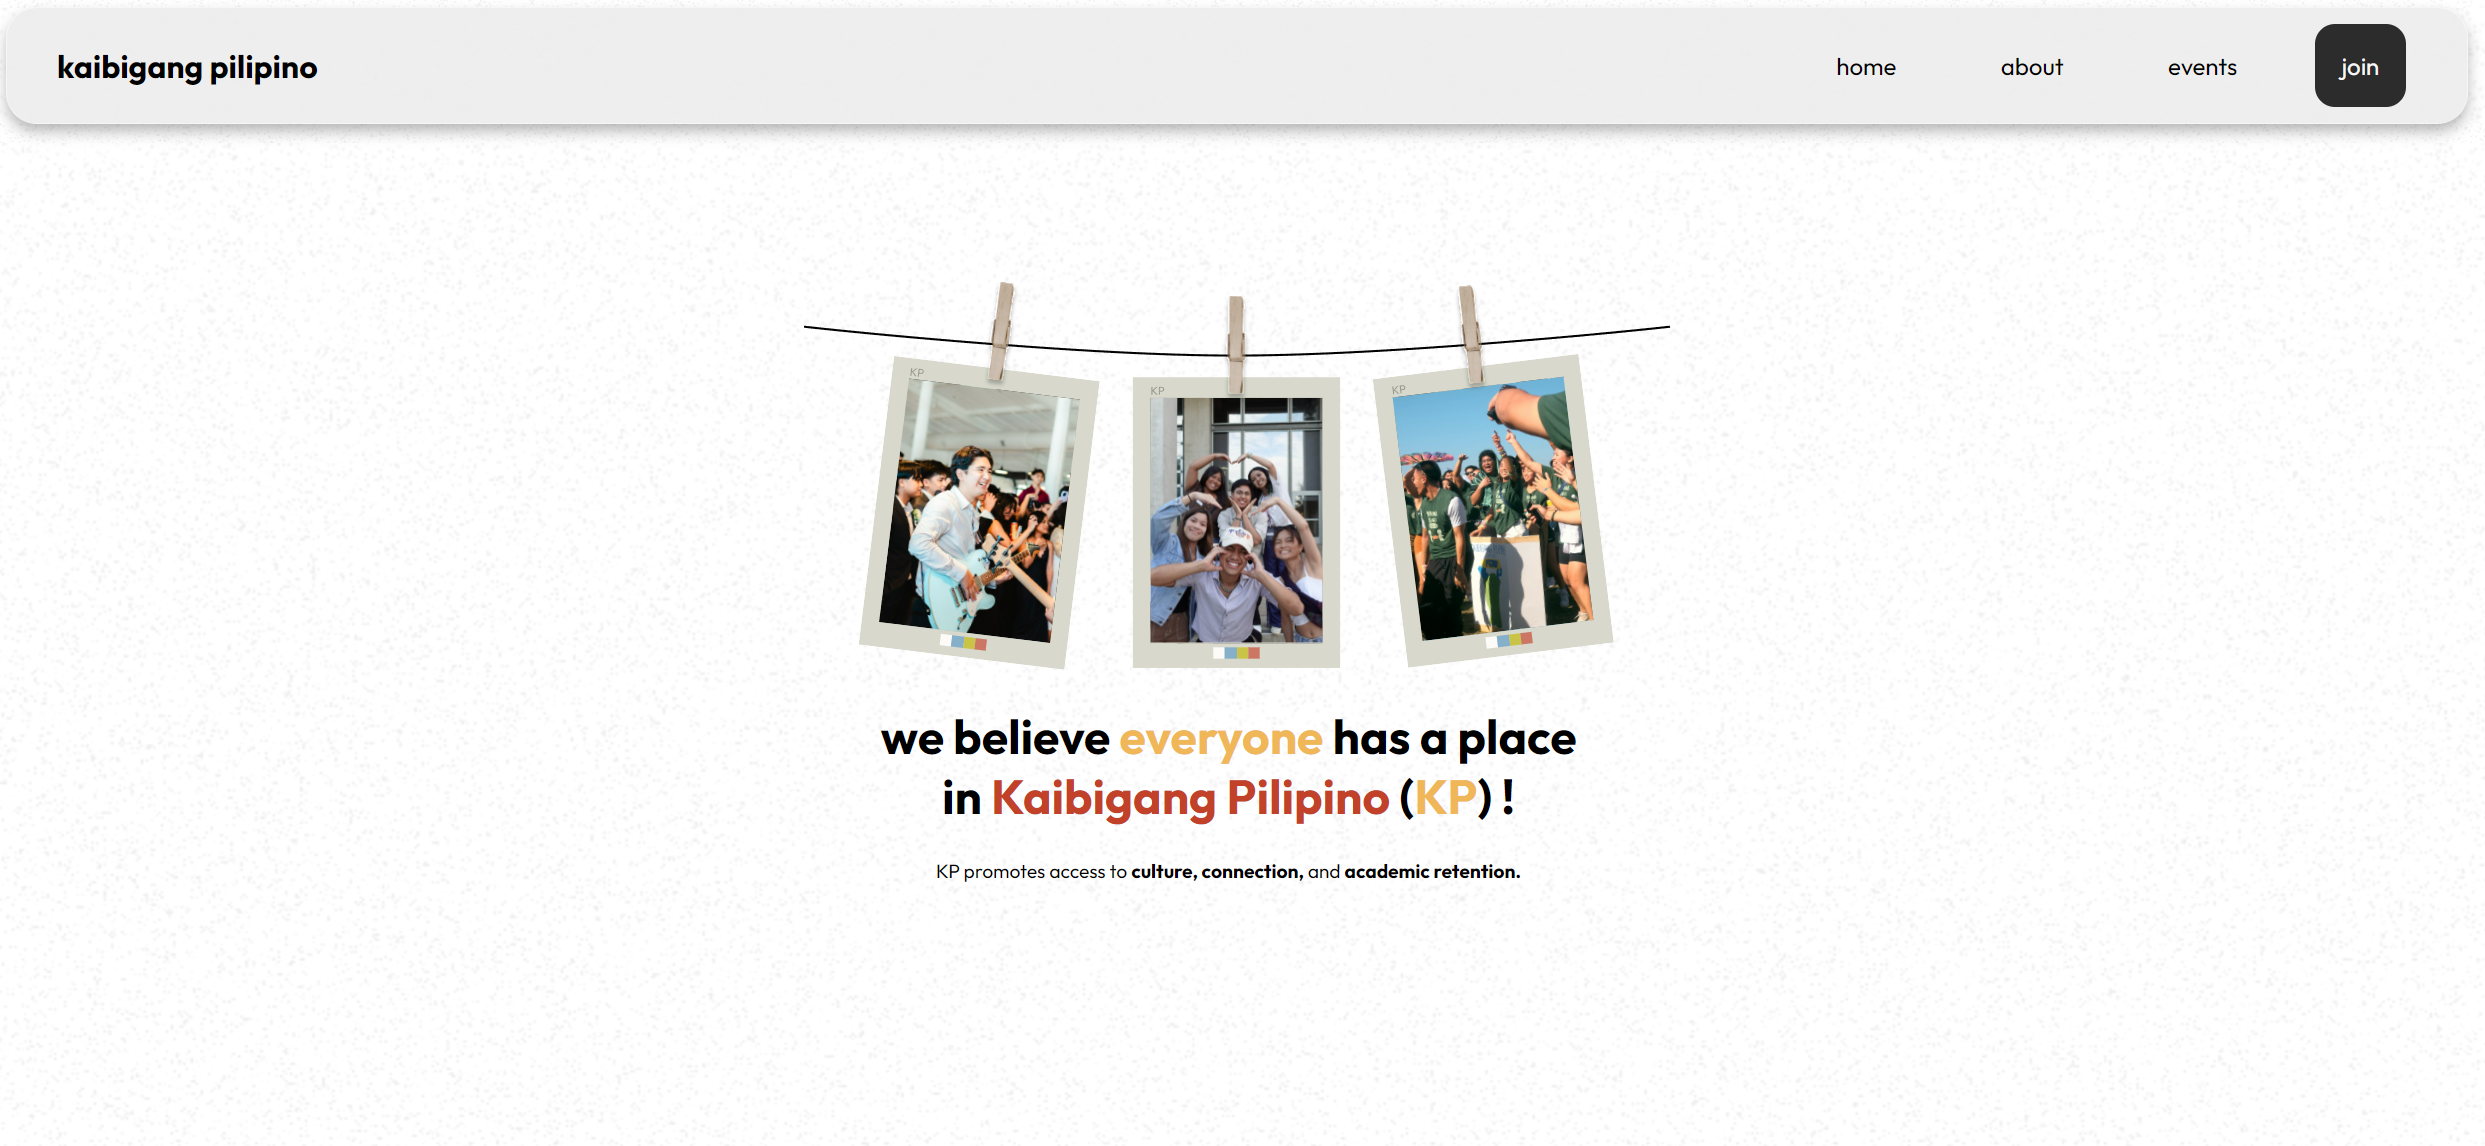 kaibigang pilipino
home
about
events
join
KP
KP
KP
we believe everyone has a place
in Kaibigang Pilipino (KP) !
KP promotes access to culture, connection, and academic retention.